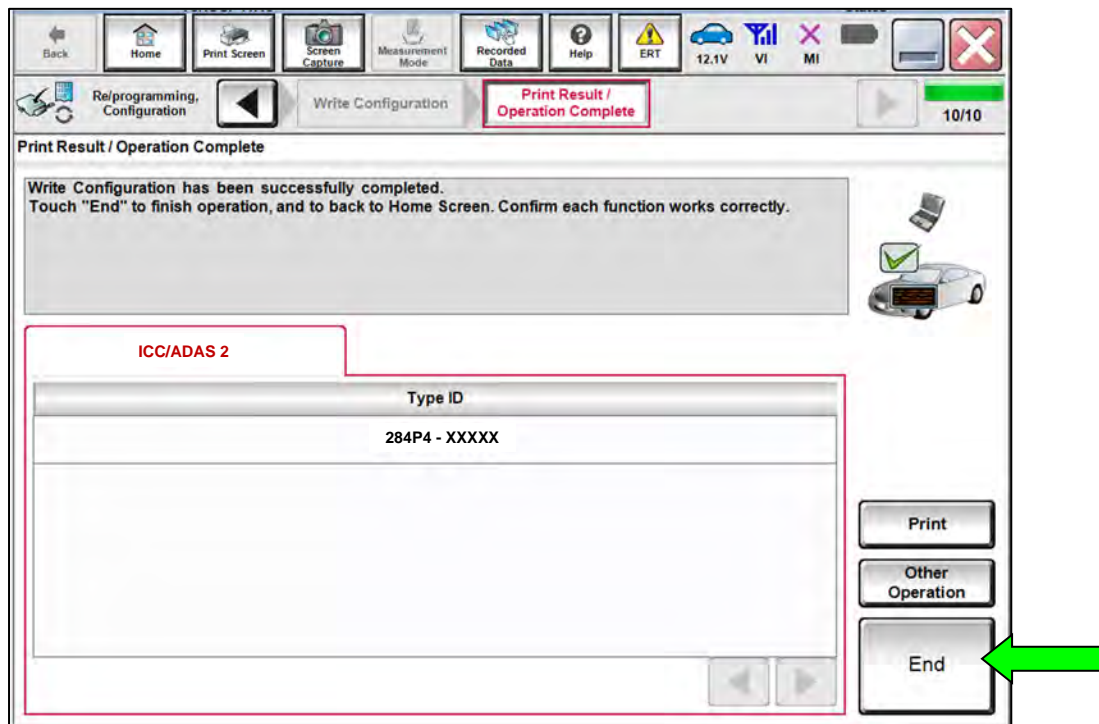 Back
Home
Print Screen
Screen
Capture
Measurement
Mode
Recorded
Data
Help
ERT
12.1V
VI
MI
Re/programming,
Configuration
Write Configuration
Print Result /
Operation Complete
10/10
Print Result / Operation Complete
Write Configuration has been successfully completed.
Touch "End" to finish operation, and to back to Home Screen. Confirm each function works correctly.
ICC/ADAS 2
Type ID
284P4 - XXXXX
Print
Other
Operation
End